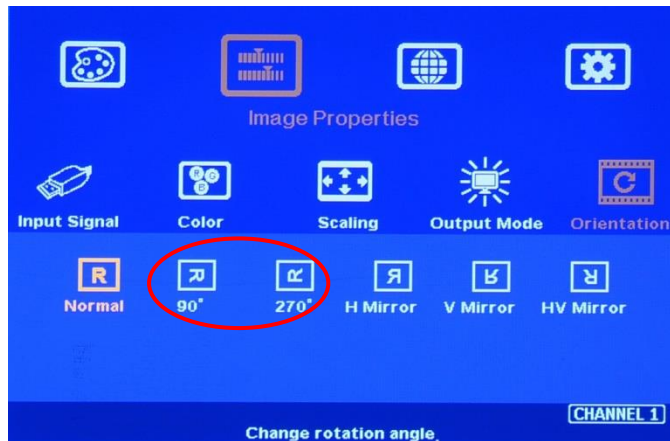 Image Properties
R G B
Input Signal Color Scaling Output Mode Orientation
R R R R R R
Normal 90° 270° H Mirror V Mirror HV Mirror
CHANNEL 1
Change rotation angle.